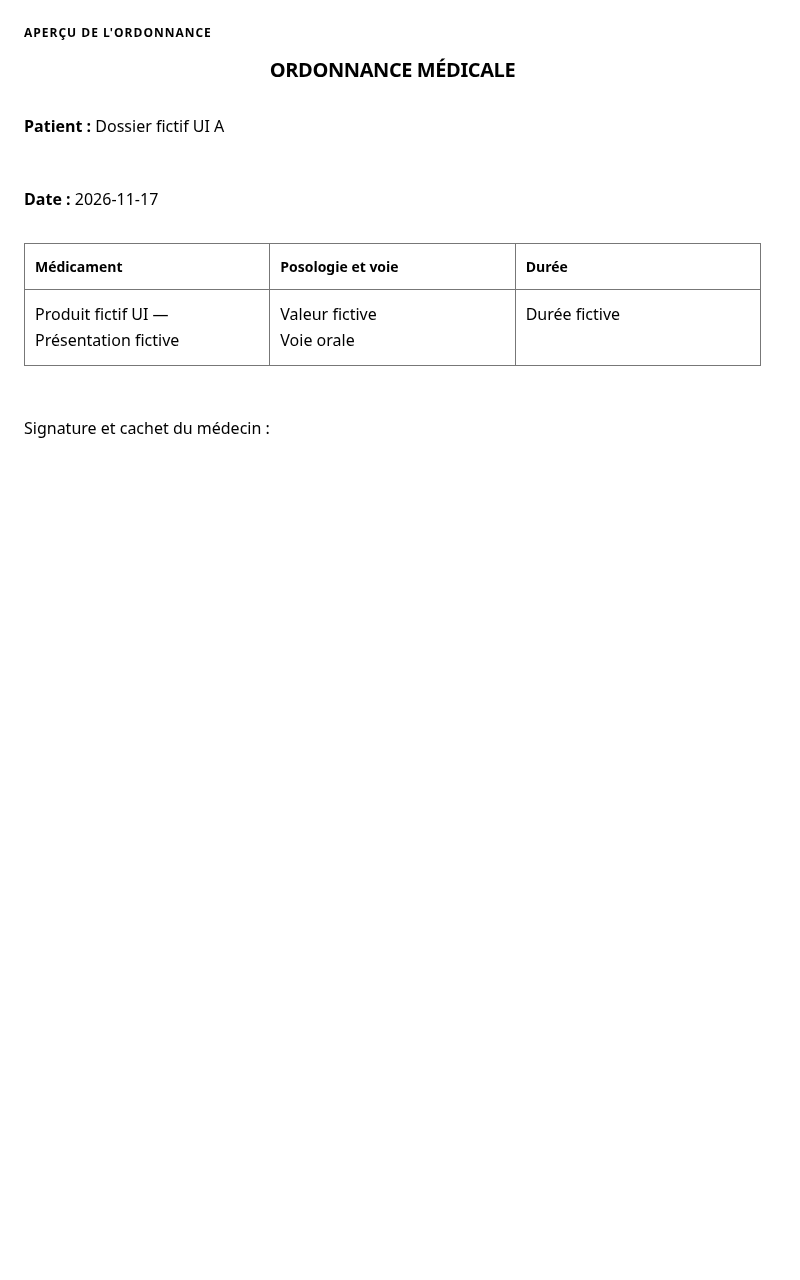 APERÇU DE L'ORDONNANCE
ORDONNANCE MÉDICALE
Patient : Dossier fictif UI A
Date : 2026-11-17
Médicament Posologie et voie Durée
Produit fictif UI — Valeur fictive Durée fictive
Présentation fictive Voie orale
Signature et cachet du médecin :